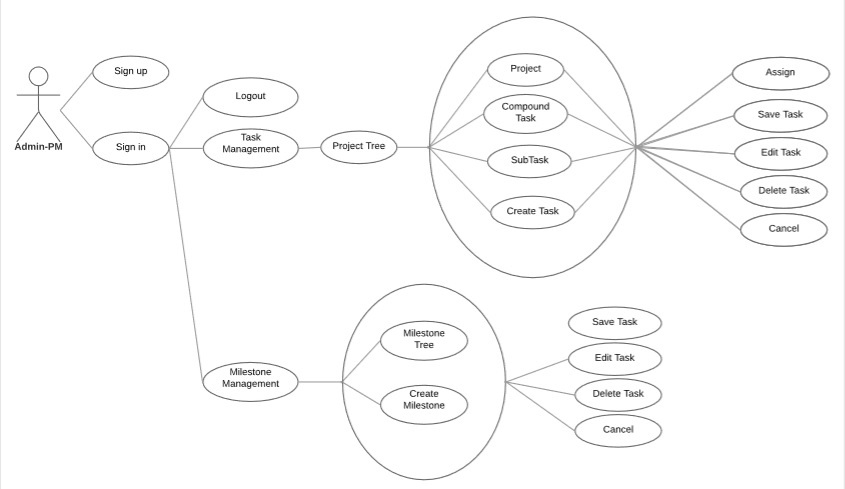 Admin-PM
Sign up
Sign in
Logout
Task
Management
Project Tree
Project
Compound
Task
SubTask
Create Task
Assign
Save Task
Edit Task
Delete Task
Cancel
Milestone
Management
Milestone
Tree
Create
Milestone
Save Task
Edit Task
Delete Task
Cancel